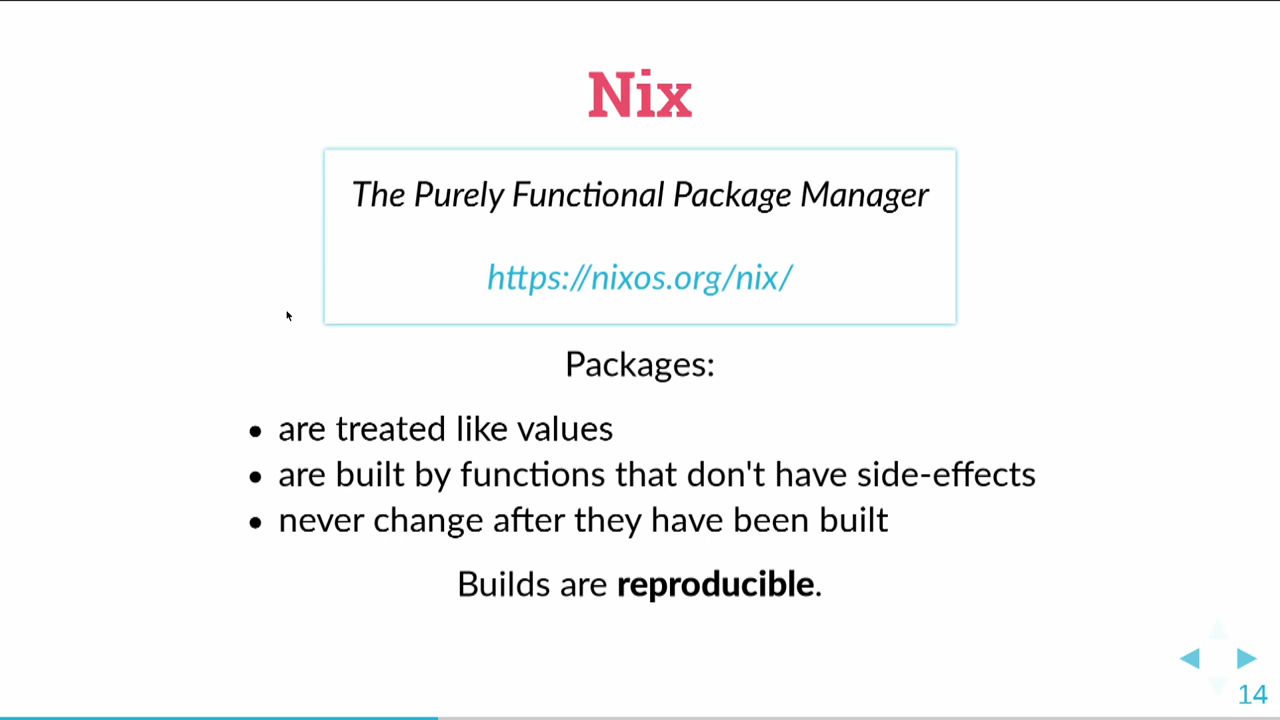 Nix
The Purely Functional Package Manager
https://nixos.org/nix/
Packages:
• are treated like values
• are built by functions that don't have side-effects
• never change after they have been built
Builds are reproducible.
14